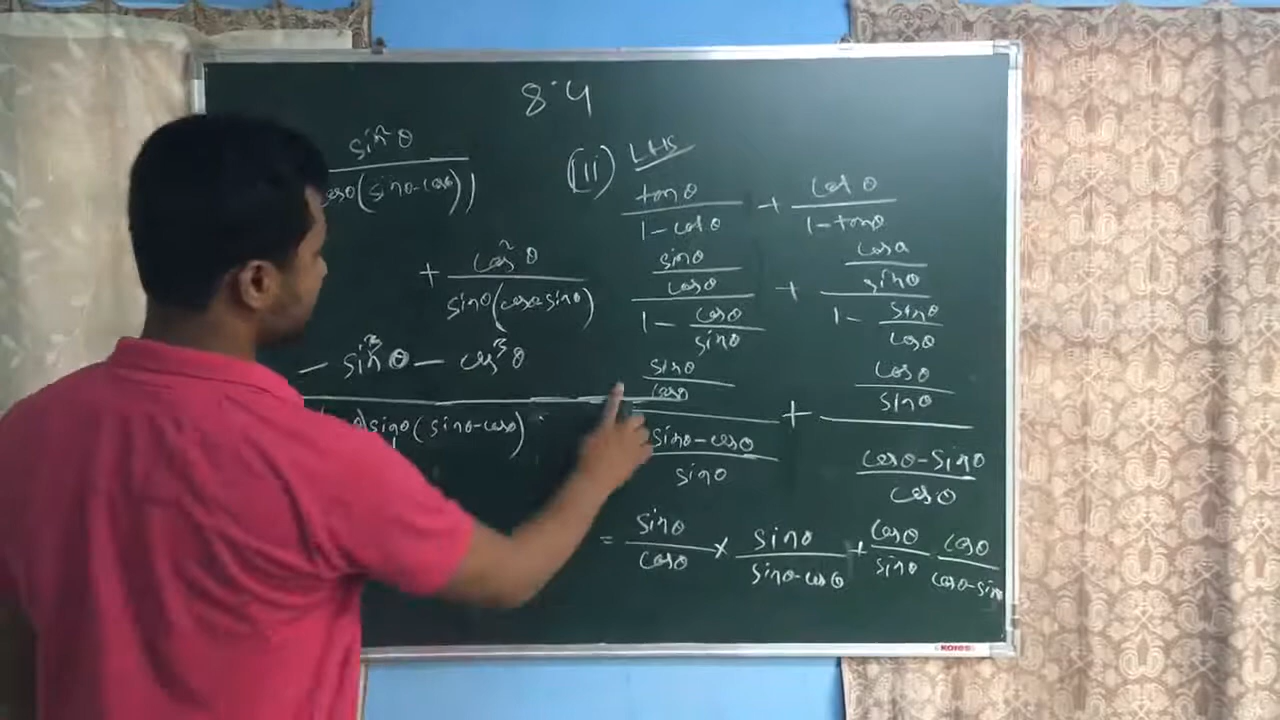 8.4
sin²θ
cosθ(sinθ-cosθ))
+ cos²θ
sinθ(cosθ-sinθ)
- sin³θ - cos³θ
sinθ(sinθ-cosθ)
(ii) LHS
tanθ + cotθ
1-cotθ 1-tanθ
sinθ cosθ
cosθ + sinθ
1 - cosθ 1 - sinθ
sinθ cosθ
sinθ cosθ
cosθ + sinθ
sinθ-cosθ cosθ-sinθ
sinθ cosθ
= sinθ × sinθ + cosθ cosθ
cosθ sinθ-cosθ sinθ cosθ-sinθ
KORES